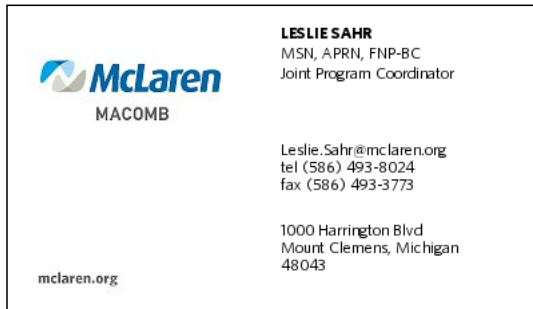 McLaren
MACOMB
mclaren.org
LESLIE SAHR
MSN, APRN, FNP-BC
Joint Program Coordinator
Leslie.Sahr@mclaren.org
tel (586) 493-8024
fax (586) 493-3773
1000 Harrington Blvd
Mount Clemens, Michigan
48043